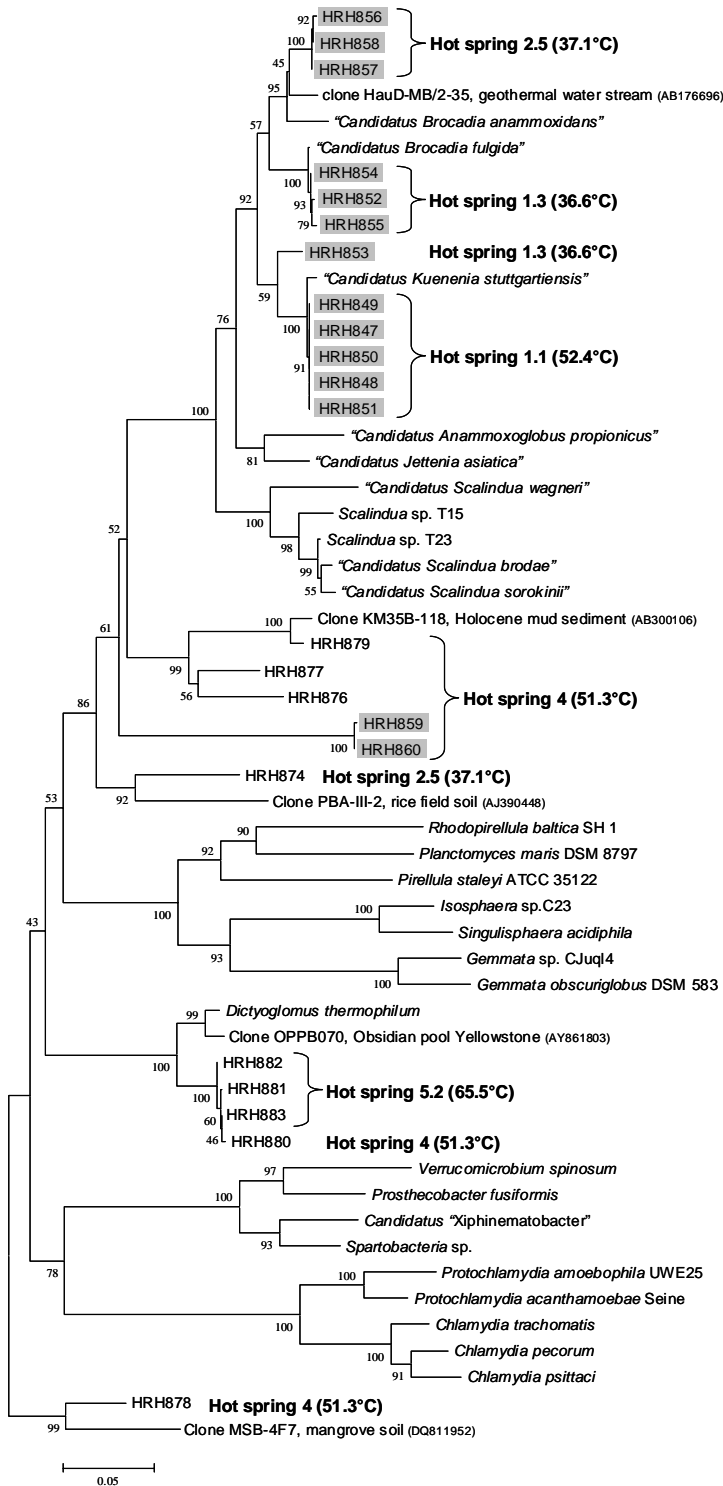 92
HRH856
100
HRH858
Hot spring 2.5 (37.1°C)
45
HRH857
95
clone HauD-MB/2-35, geothermal water stream (AB176696)
57
“Candidatus Brocadia anammoxidans”
“Candidatus Brocadia fulgida”
HRH854
100
93
HRH852
Hot spring 1.3 (36.6°C)
92
79
HRH855
HRH853
Hot spring 1.3 (36.6°C)
“Candidatus Kuenenia stuttgartiensis”
59
HRH849
76
100
HRH847
HRH850
Hot spring 1.1 (52.4°C)
91
HRH848
100
HRH851
“Candidatus Anammoxoglobus propionicus”
81
“Candidatus Jettenia asiatica”
“Candidatus Scalindua wagneri”
100
Scalindua sp. T15
52
98
Scalindua sp. T23
99
“Candidatus Scalindua brodae”
55
“Candidatus Scalindua sorokinii”
100
Clone KM35B-118, Holocene mud sediment (AB300106)
61
HRH879
99
HRH877
56
HRH876
Hot spring 4 (51.3°C)
86
HRH859
100
HRH860
HRH874
Hot spring 2.5 (37.1°C)
92
Clone PBA-III-2, rice field soil (AJ390448)
53
90
Rhodopirellula baltica SH 1
92
Planctomyces maris DSM 8797
Pirellula staleyi ATCC 35122
100
100
Isosphaera sp.C23
43
93
Singulisphaera acidiphila
Gemmata sp. CJuql4
100
Gemmata obscuriglobus DSM 583
99
Dictyoglomus thermophilum
Clone OPPB070, Obsidian pool Yellowstone (AY861803)
100
HRH882
100
HRH881
Hot spring 5.2 (65.5°C)
60
HRH883
46
HRH880
Hot spring 4 (51.3°C)
97
Verrucomicrobium spinosum
100
Prosthecobacter fusiformis
Candidatus “Xiphinematobacter”
93
Spartobacteria sp.
78
100
Protochlamydia amoebophila UWE25
Protochlamydia acanthamoebae Seine
100
Chlamydia trachomatis
100
Chlamydia pecorum
91
Chlamydia psittaci
HRH878
Hot spring 4 (51.3°C)
99
Clone MSB-4F7, mangrove soil (DQ811952)
0.05